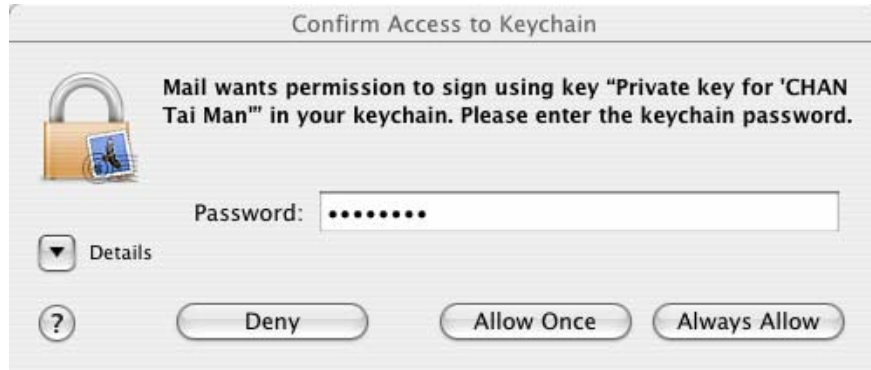 Confirm Access to Keychain
Mail wants permission to sign using key “Private key for 'CHAN
Tai Man'” in your keychain. Please enter the keychain password.
Password: ••••••••
Details
? Deny Allow Once Always Allow